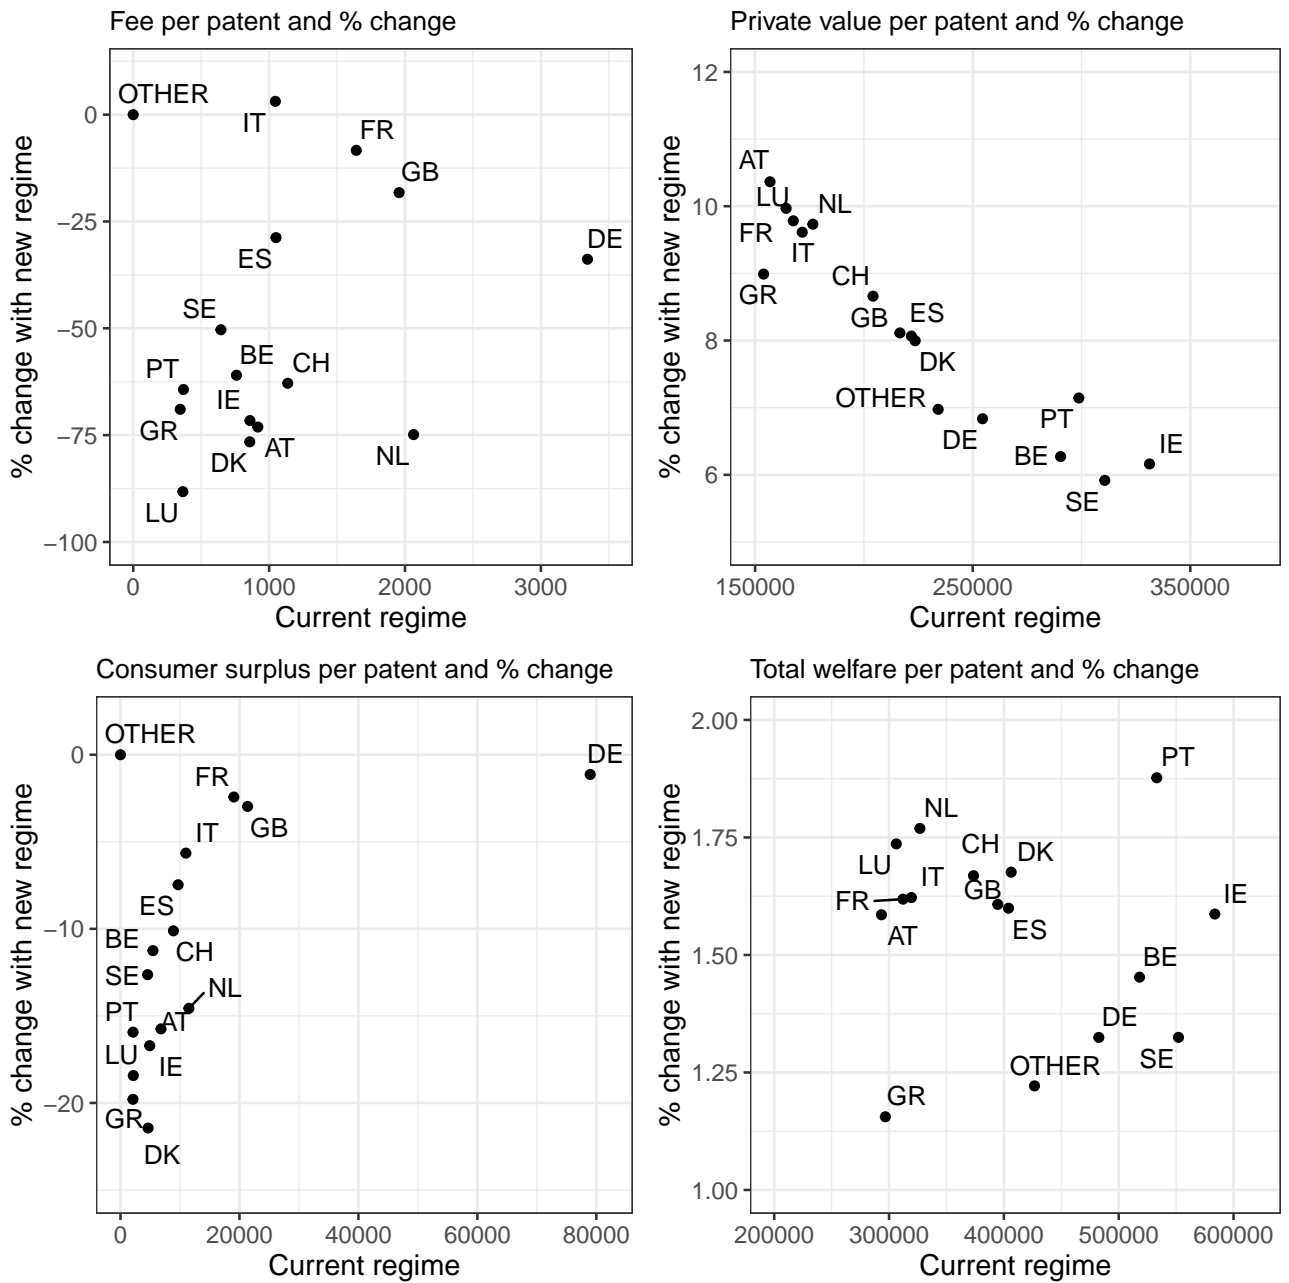 Fee per patent and % change
% change with new regime
0
−25
−50
−75
−100
OTHER
IT
FR
GB
ES
DE
SE
BE
CH
PT
IE
GR
AT
DK
NL
LU
0 1000 2000 3000
Current regime
Private value per patent and % change
% change with new regime
12
10
8
6
AT
LU
NL
FR
IT
GR
CH
GB
ES
DK
OTHER
PT
DE
BE
IE
SE
150000 250000 350000
Current regime
Consumer surplus per patent and % change
% change with new regime
0
−10
−20
OTHER
DE
FR
GB
IT
ES
BE
CH
SE
NL
PT
AT
LU
IE
GR
DK
0 20000 40000 60000 80000
Current regime
Total welfare per patent and % change
% change with new regime
2.00
1.75
1.50
1.25
1.00
PT
NL
CH
LU
DK
IT
GB
FR
IE
AT
ES
BE
DE
SE
OTHER
GR
200000 300000 400000 500000 600000
Current regime